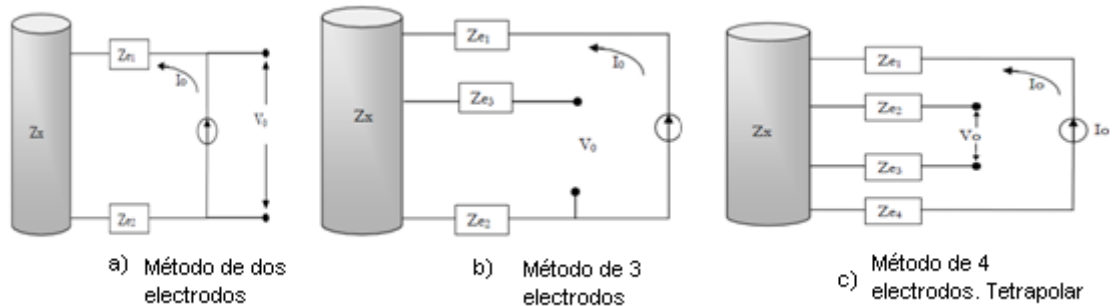 Ze₁
I₀
V₀
Zx
Ze₂
a) Método de dos
electrodos
Ze₁
I₀
Ze₃
Zx
V₀
Ze₂
b) Método de 3
electrodos
Ze₁
Io
Ze₂
Zx
Vo
Io
Ze₃
Ze₄
c) Método de 4
electrodos. Tetrapolar